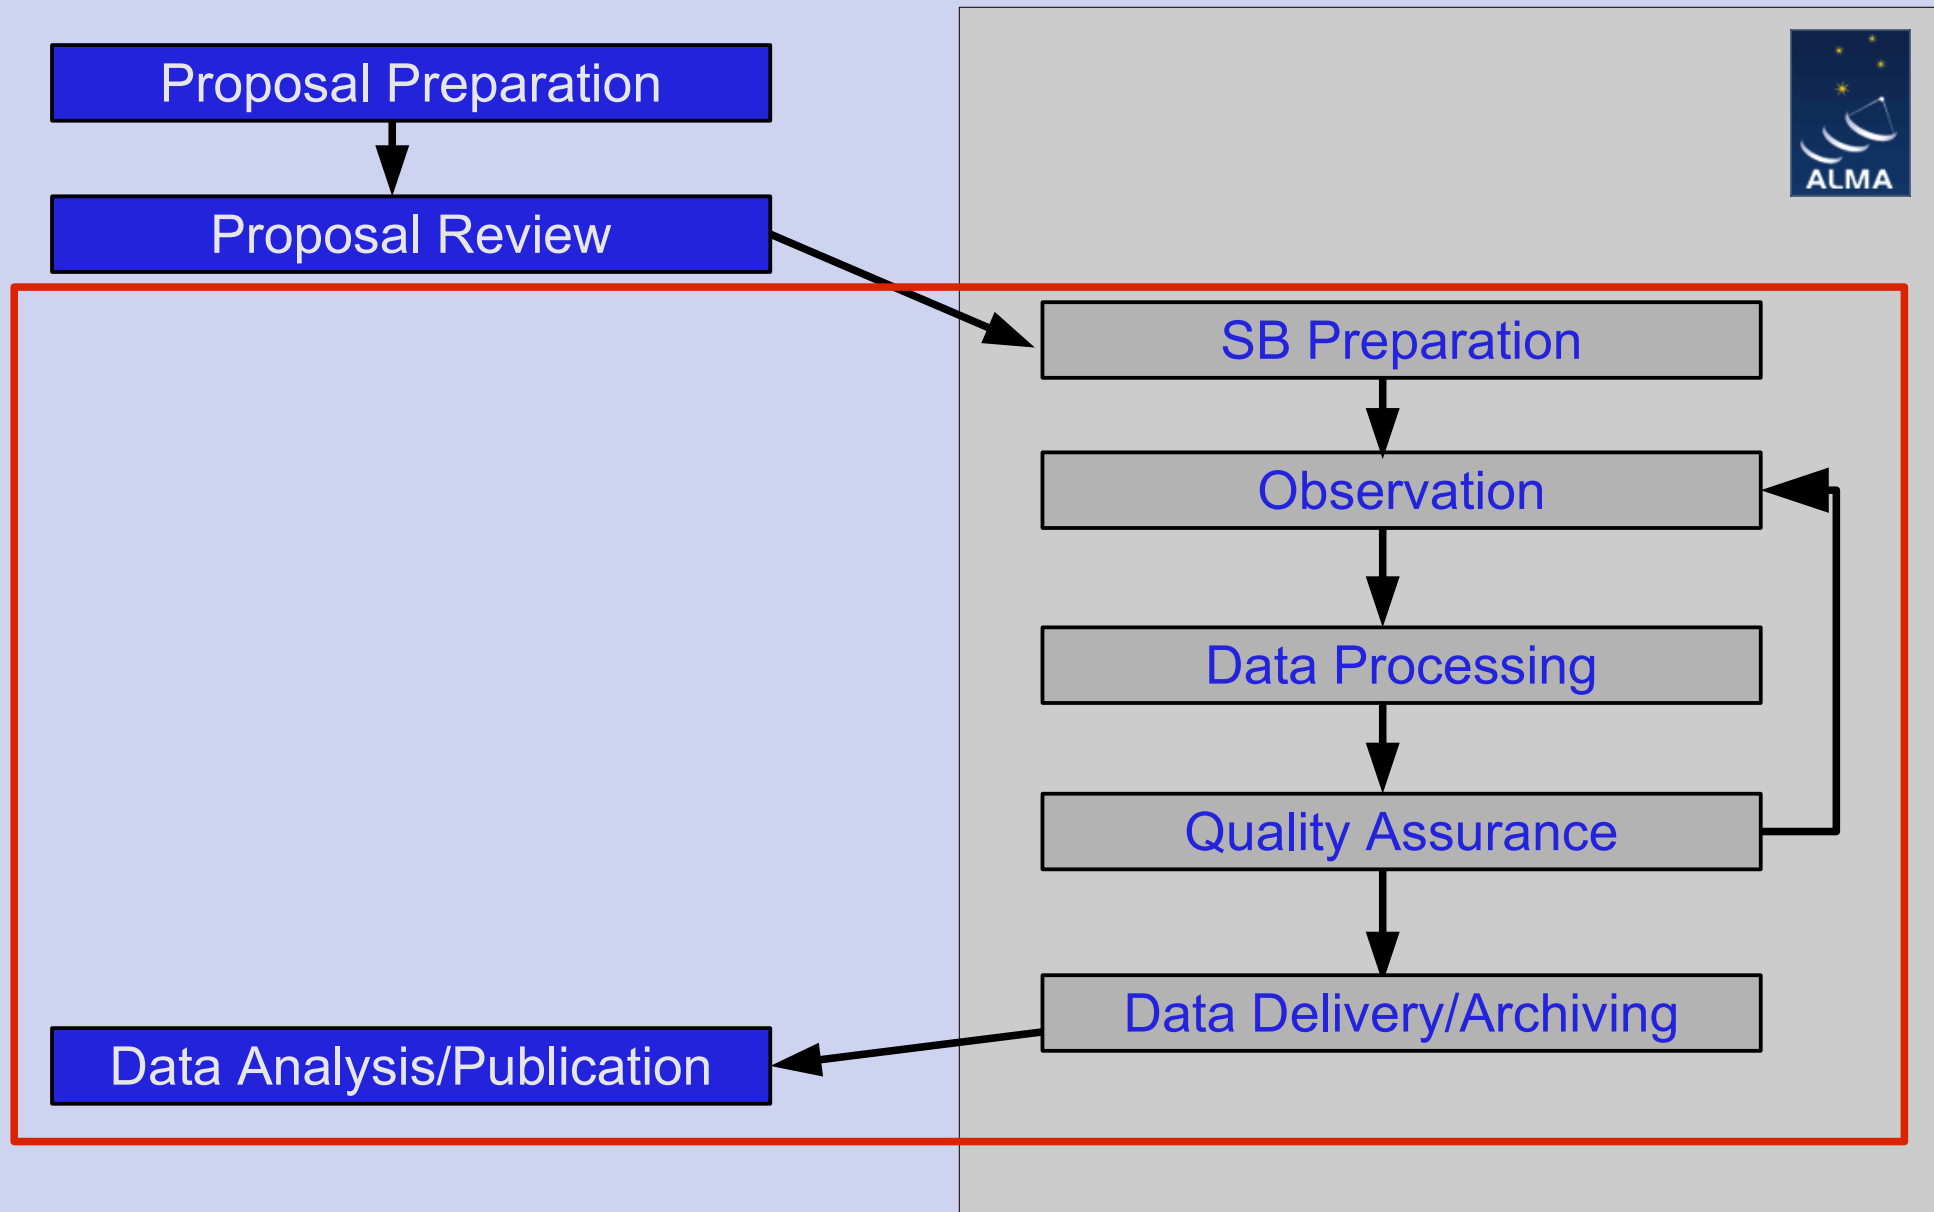 Proposal Preparation
Proposal Review
ALMA
SB Preparation
Observation
Data Processing
Quality Assurance
Data Delivery/Archiving
Data Analysis/Publication